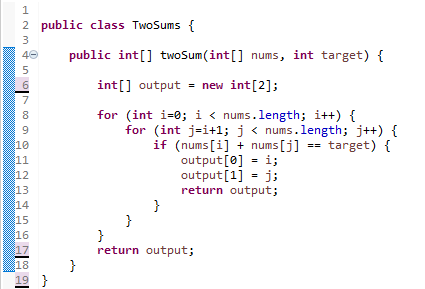 1
2 public class TwoSums {
3
4 public int[] twoSum(int[] nums, int target) {
5
6 int[] output = new int[2];
7
8 for (int i=0; i < nums.length; i++) {
9 for (int j=i+1; j < nums.length; j++) {
10 if (nums[i] + nums[j] == target) {
11 output[0] = i;
12 output[1] = j;
13 return output;
14 }
15 }
16 }
17 return output;
18 }
19 }